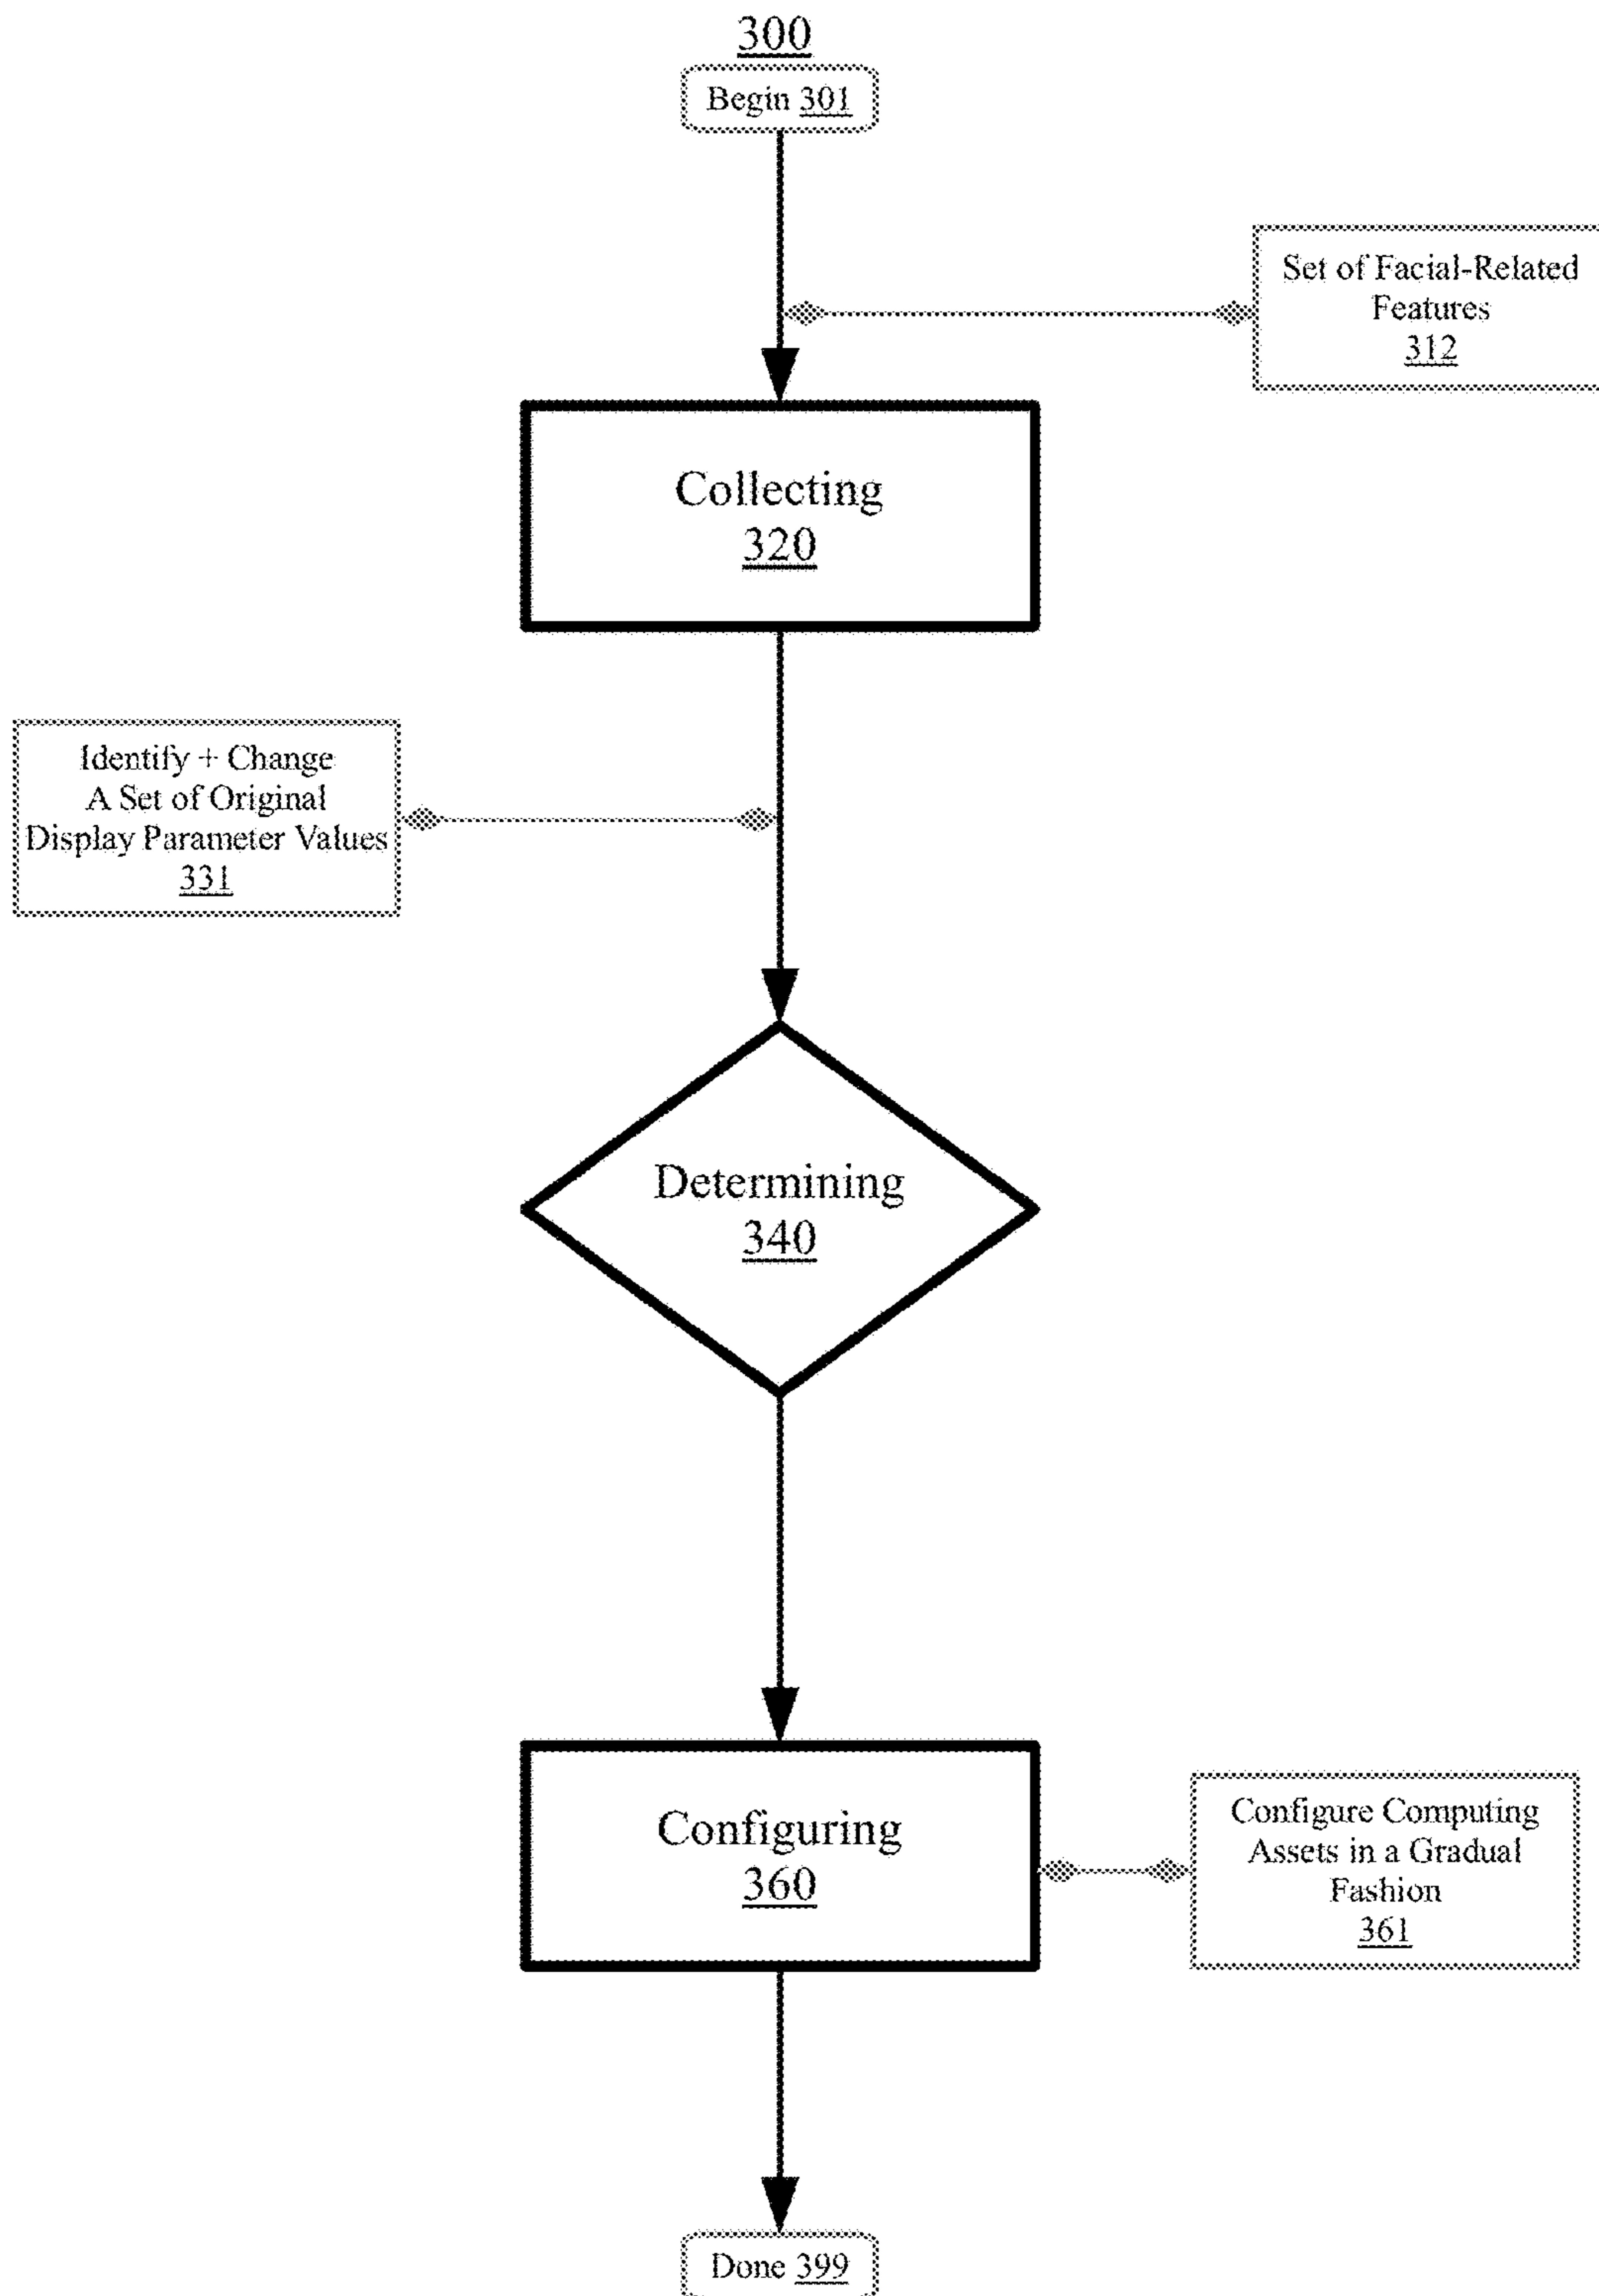 300
Begin 301
Set of Facial-Related
Features
312
Collecting
320
Identify + Change
A Set of Original
Display Parameter Values
331
Determining
340
Configuring
360
Configure Computing
Assets in a Gradual
Fashion
361
Done 399